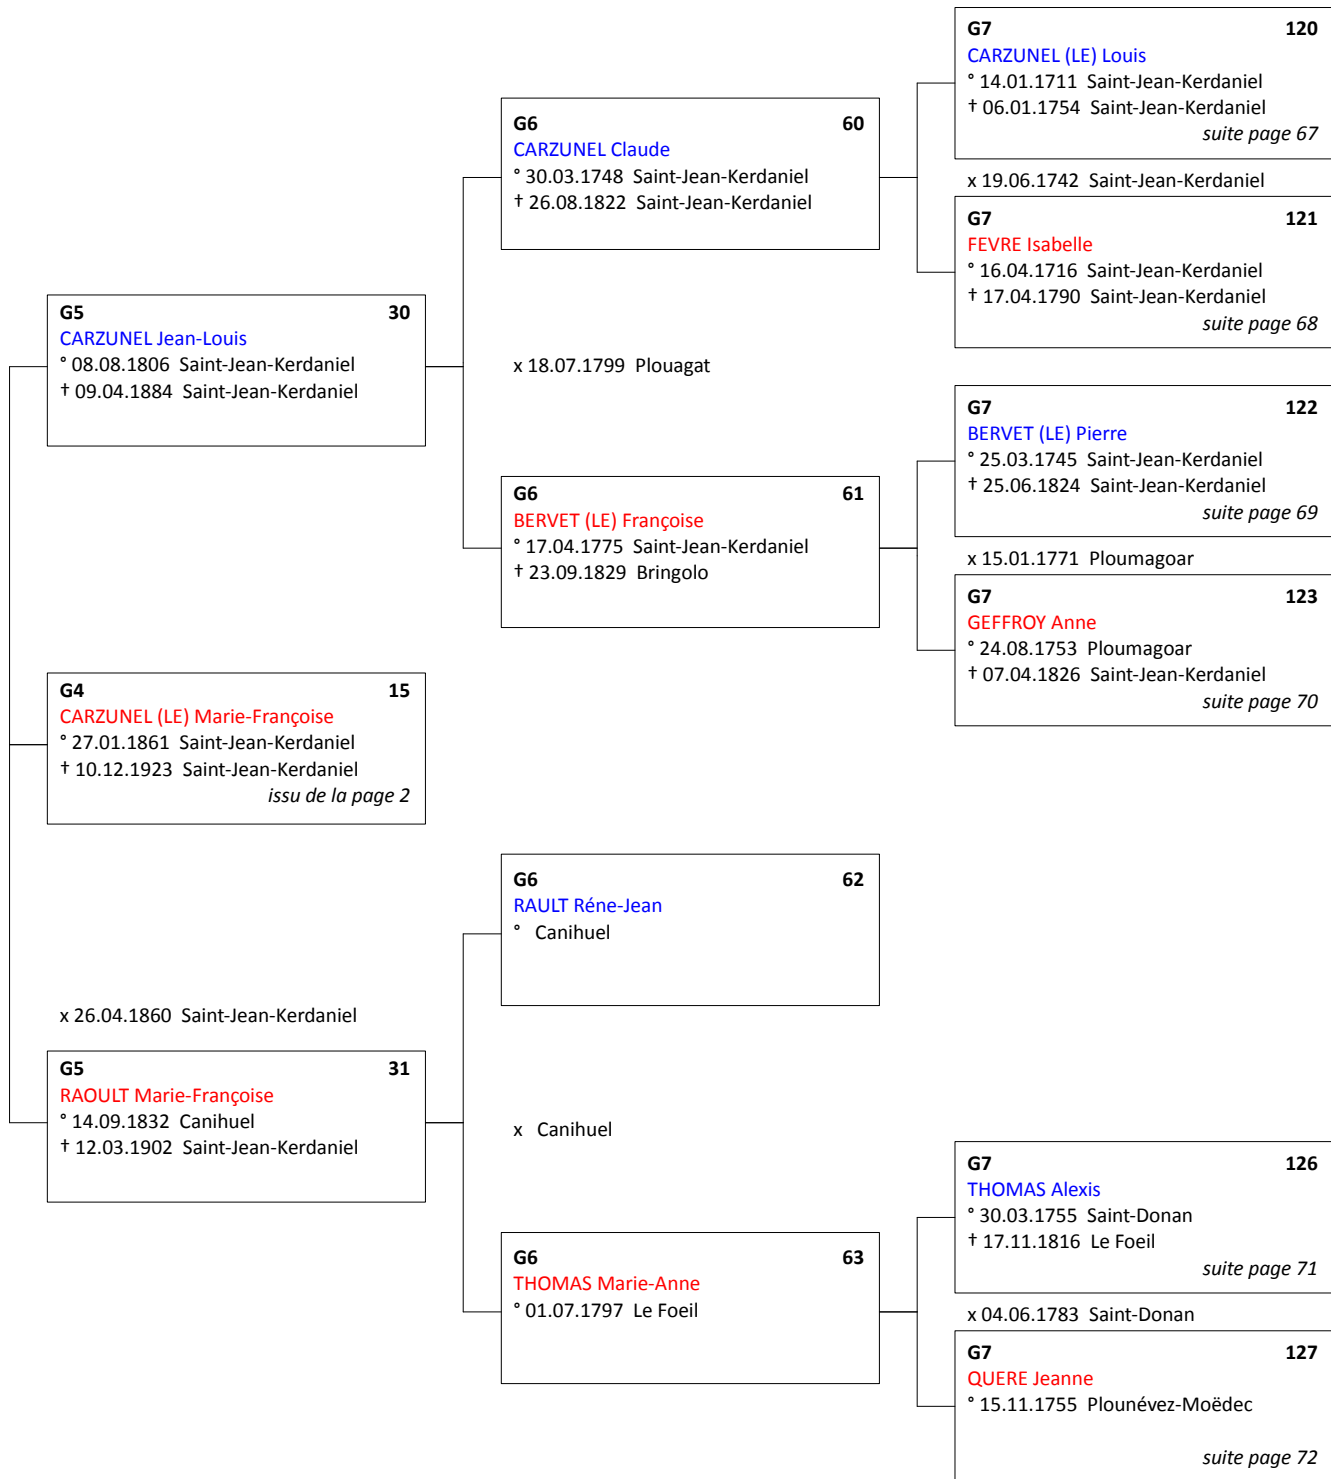 G7 120
CARZUNEL (LE) Louis
° 14.01.1711 Saint-Jean-Kerdaniel
† 06.01.1754 Saint-Jean-Kerdaniel
suite page 67
G6 60
CARZUNEL Claude
° 30.03.1748 Saint-Jean-Kerdaniel
† 26.08.1822 Saint-Jean-Kerdaniel
x 19.06.1742 Saint-Jean-Kerdaniel
G7 121
FEVRE Isabelle
° 16.04.1716 Saint-Jean-Kerdaniel
† 17.04.1790 Saint-Jean-Kerdaniel
suite page 68
G5 30
CARZUNEL Jean-Louis
° 08.08.1806 Saint-Jean-Kerdaniel
† 09.04.1884 Saint-Jean-Kerdaniel
x 18.07.1799 Plouagat
G7 122
BERVET (LE) Pierre
° 25.03.1745 Saint-Jean-Kerdaniel
† 25.06.1824 Saint-Jean-Kerdaniel
suite page 69
G6 61
BERVET (LE) Françoise
° 17.04.1775 Saint-Jean-Kerdaniel
† 23.09.1829 Bringolo
x 15.01.1771 Ploumagoar
G7 123
GEFFROY Anne
° 24.08.1753 Ploumagoar
† 07.04.1826 Saint-Jean-Kerdaniel
suite page 70
G4 15
CARZUNEL (LE) Marie-Françoise
° 27.01.1861 Saint-Jean-Kerdaniel
† 10.12.1923 Saint-Jean-Kerdaniel
issu de la page 2
G6 62
RAULT Réne-Jean
° Canihuel
x 26.04.1860 Saint-Jean-Kerdaniel
G5 31
RAOULT Marie-Françoise
° 14.09.1832 Canihuel
† 12.03.1902 Saint-Jean-Kerdaniel
x Canihuel
G7 126
THOMAS Alexis
° 30.03.1755 Saint-Donan
† 17.11.1816 Le Foeil
suite page 71
G6 63
THOMAS Marie-Anne
° 01.07.1797 Le Foeil
x 04.06.1783 Saint-Donan
G7 127
QUERE Jeanne
° 15.11.1755 Plounévez-Moëdec
suite page 72